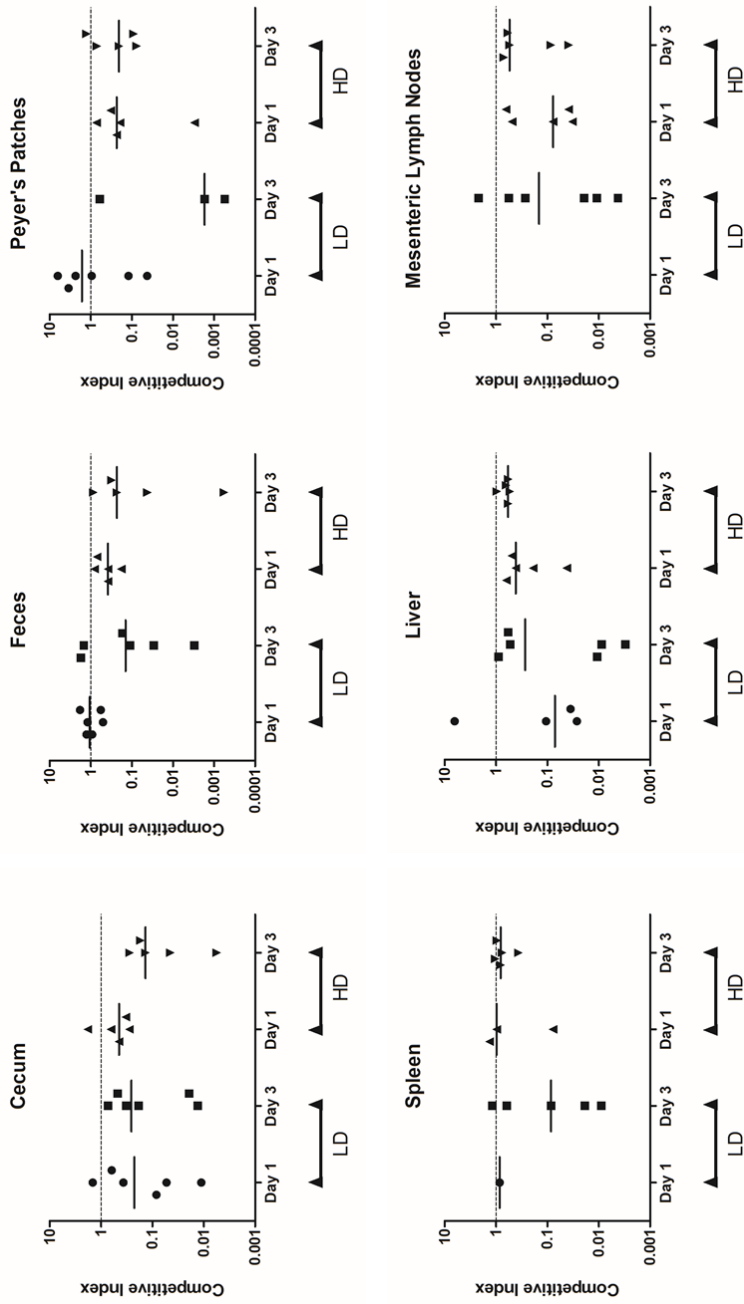 Cecum
Competitive Index
10
1
0.1
0.01
0.001
Day 1
Day 3
Day 1
Day 3
LD
HD
Feces
Competitive Index
10
1
0.1
0.01
0.001
0.0001
Day 1
Day 3
Day 1
Day 3
LD
HD
Peyer's Patches
Competitive Index
10
1
0.1
0.01
0.001
0.0001
Day 1
Day 3
Day 1
Day 3
LD
HD
Spleen
Competitive Index
10
1
0.1
0.01
0.001
Day 1
Day 3
Day 1
Day 3
LD
HD
Liver
Competitive Index
10
1
0.1
0.01
0.001
Day 1
Day 3
Day 1
Day 3
LD
HD
Mesenteric Lymph Nodes
Competitive Index
10
1
0.1
0.01
0.001
Day 1
Day 3
Day 1
Day 3
LD
HD